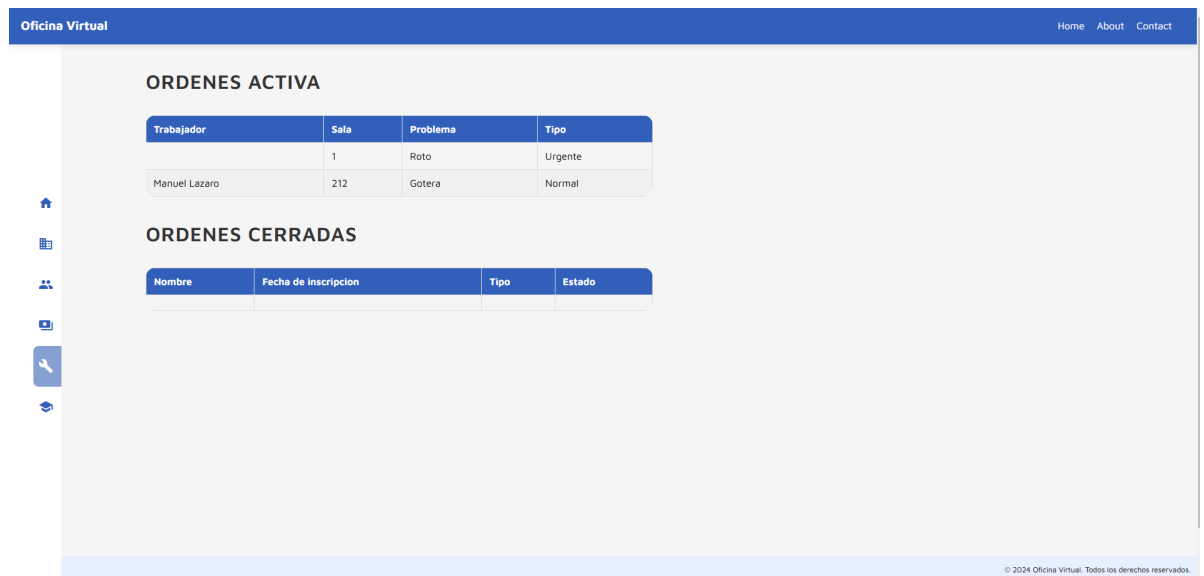 Oficina Virtual Home About Contact
ORDENES ACTIVA
Trabajador Sala Problema Tipo
1 Roto Urgente
Manuel Lazaro 212 Gotera Normal
ORDENES CERRADAS
Nombre Fecha de inscripcion Tipo Estado
© 2024 Oficina Virtual. Todos los derechos reservados.